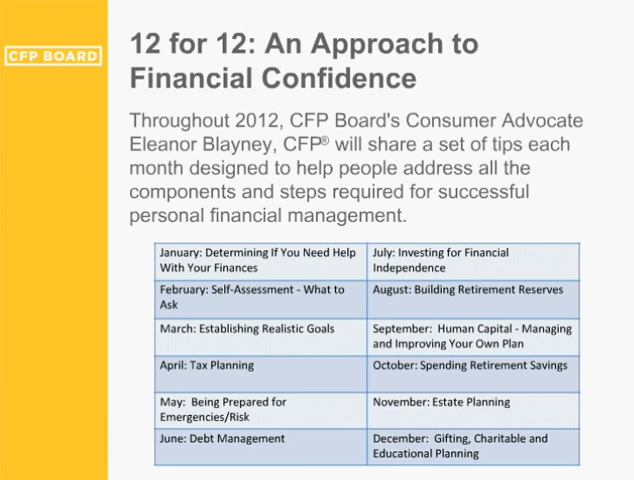 CFP BOARD
12 for 12: An Approach to
Financial Confidence
Throughout 2012, CFP Board's Consumer Advocate
Eleanor Blayney, CFP® will share a set of tips each
month designed to help people address all the
components and steps required for successful
personal financial management.
January: Determining If You Need Help
With Your Finances
July: Investing for Financial
Independence
February: Self-Assessment - What to
Ask
August: Building Retirement Reserves
March: Establishing Realistic Goals
September: Human Capital - Managing
and Improving Your Own Plan
April: Tax Planning
October: Spending Retirement Savings
May: Being Prepared for
Emergencies/Risk
November: Estate Planning
June: Debt Management
December: Gifting, Charitable and
Educational Planning